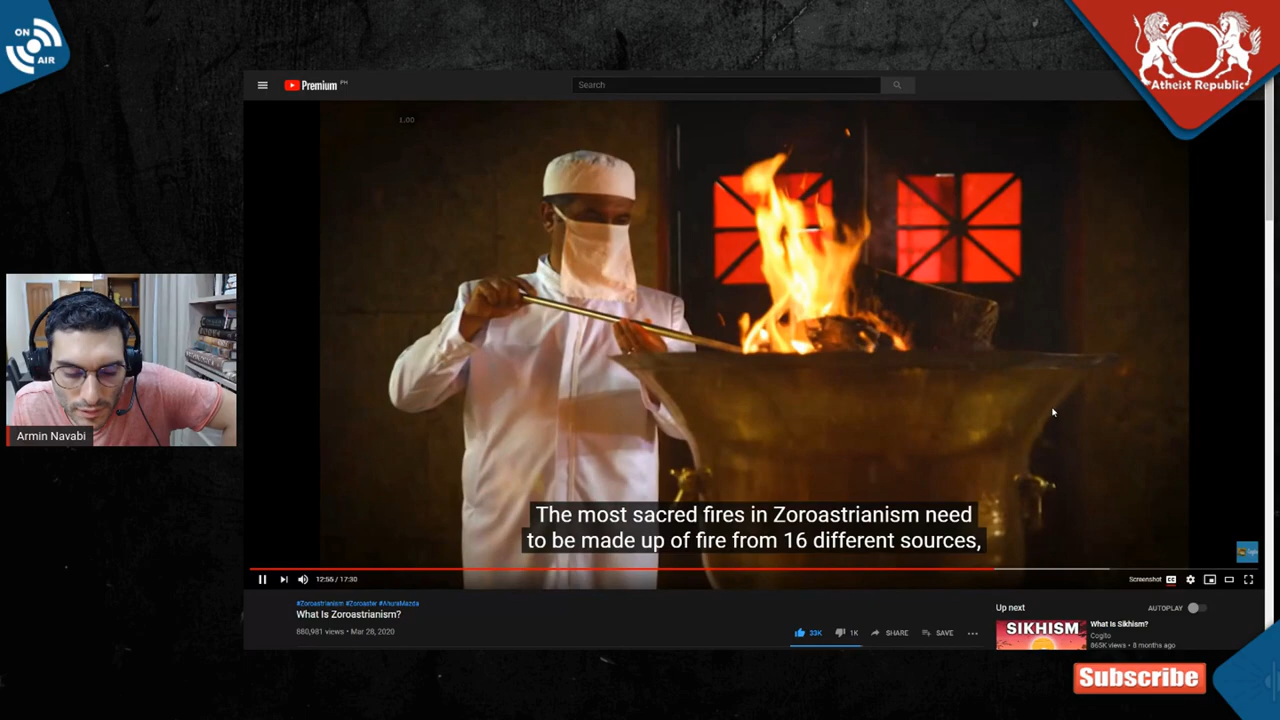 ON
AIR
Premium PH
Search
Atheist Republic
1.00
Armin Navabi
The most sacred fires in Zoroastrianism need
to be made up of fire from 16 different sources,
12:55 / 17:30
Screenshot
#Zoroastrianism #Zoroaster #AhuraMazda
What Is Zoroastrianism?
860,981 views • Mar 28, 2020
33K
1K
SHARE
SAVE
Up next
AUTOPLAY
SIKHISM
What Is Sikhism?
Cogito
865K views • 8 months ago
Subscribe